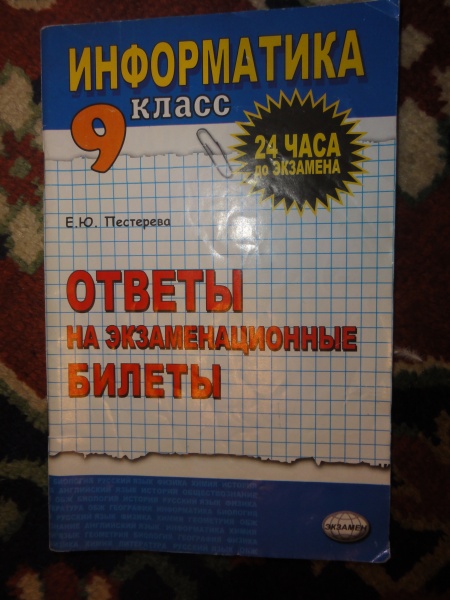 ИНФОРМАТИКА
9 КЛАСС
24 ЧАСА
ДО ЭКЗАМЕНА
Е.Ю. Пестерева
ОТВЕТЫ
НА ЭКЗАМЕНАЦИОННЫЕ
БИЛЕТЫ
ЭКЗАМЕН